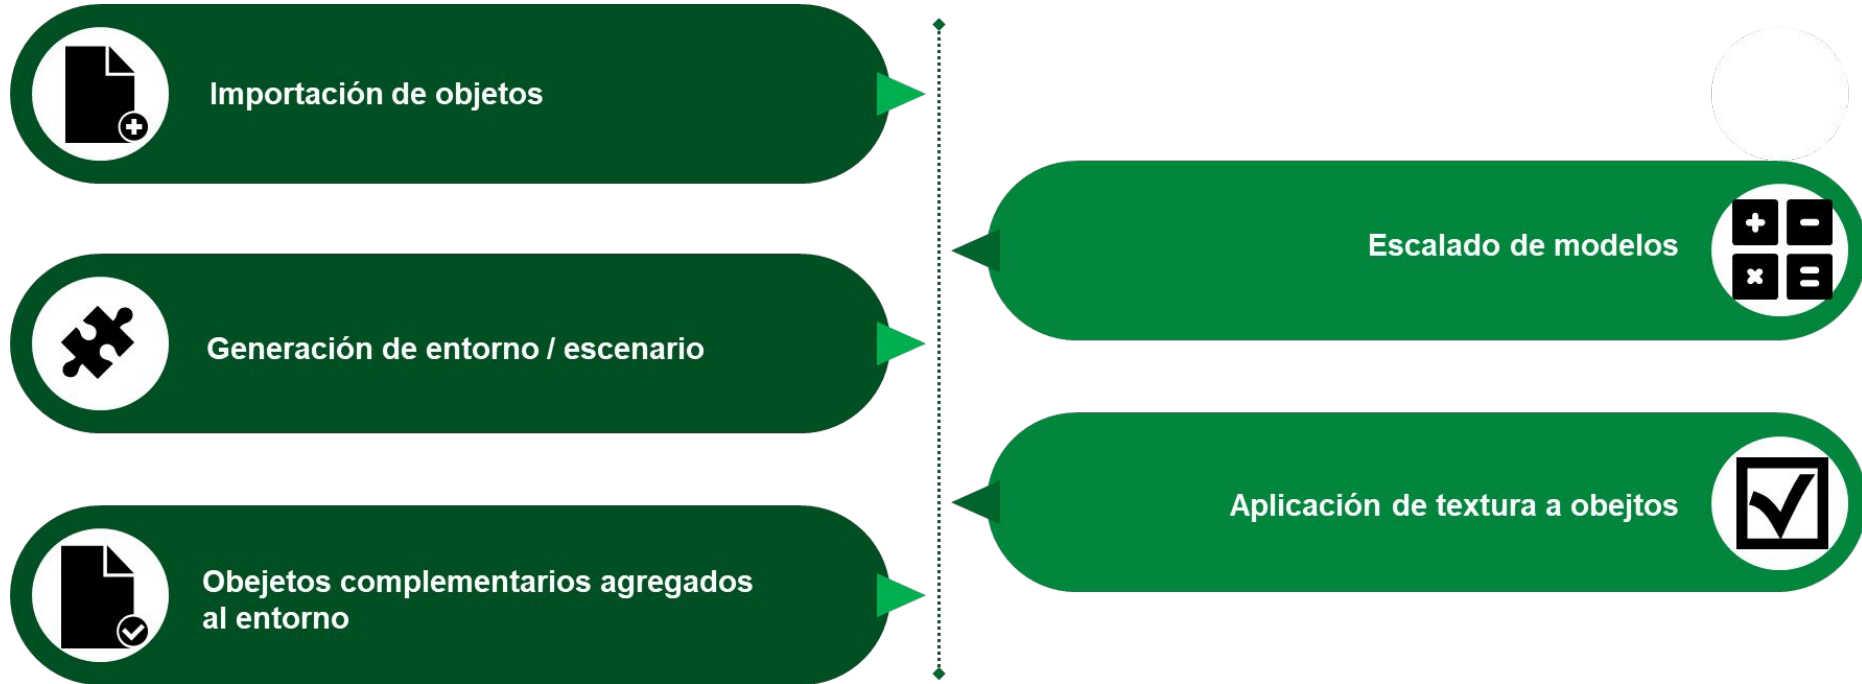 Importación de objetos
Escalado de modelos
Generación de entorno / escenario
Aplicación de textura a obejtos
Obejetos complementarios agregados
al entorno